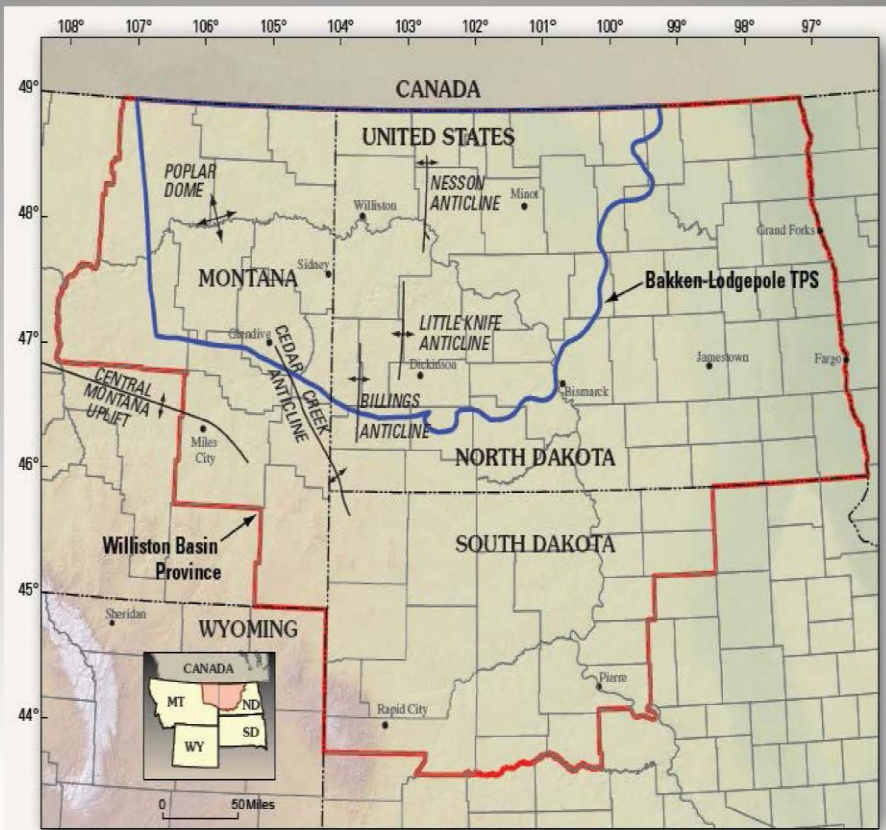 108° 107° 106° 105° 104° 103° 102° 101° 100° 99° 98° 97°
49°
CANADA
UNITED STATES
POPLAR
DOME
NESSON
ANTICLINE
Williston
Minot
48°
Grand Forks
Sidney
MONTANA
Bakken-Lodgepole TPS
LITTLE KNIFE
ANTICLINE
47°
Glendive
CEDAR CREEK
ANTICLINE
Dickinson
Jamestown
Fargo
Bismarck
CENTRAL
MONTANA
UPLIFT
BILLINGS
ANTICLINE
Miles
City
46°
NORTH DAKOTA
Williston Basin
Province
SOUTH DAKOTA
45°
Sheridan
WYOMING
CANADA
MT
ND
SD
WY
Pierre
Rapid City
44°
0 50 Miles